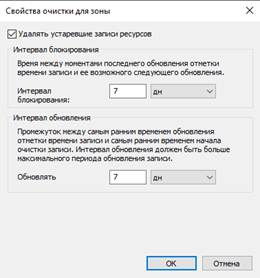 Свойства очистки для зоны
Удалять устаревшие записи ресурсов
Интервал блокирования
Время между моментами последнего обновления отметки
времени записи и ее возможного следующего обновления.
Интервал
блокирования:
7
дн
Интервал обновления
Промежуток между самым ранним временем обновления
отметки времени записи и самым ранним временем начала
очистки записи. Интервал обновления должен быть больше
максимального периода обновления записи.
Обновлять
7
дн
ОК
Отмена